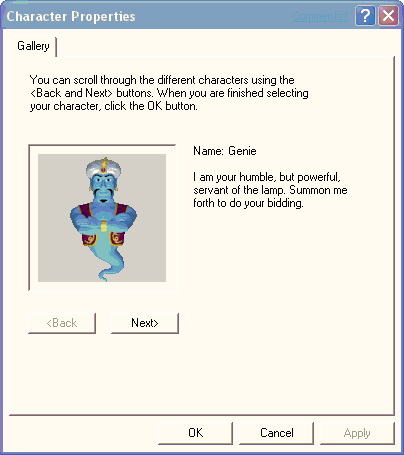 Character Properties
Comments?
?
Gallery
You can scroll through the different characters using the
<Back and Next> buttons. When you are finished selecting
your character, click the OK button.
Name: Genie
I am your humble, but powerful,
servant of the lamp. Summon me
forth to do your bidding.
<Back
Next>
OK
Cancel
Apply